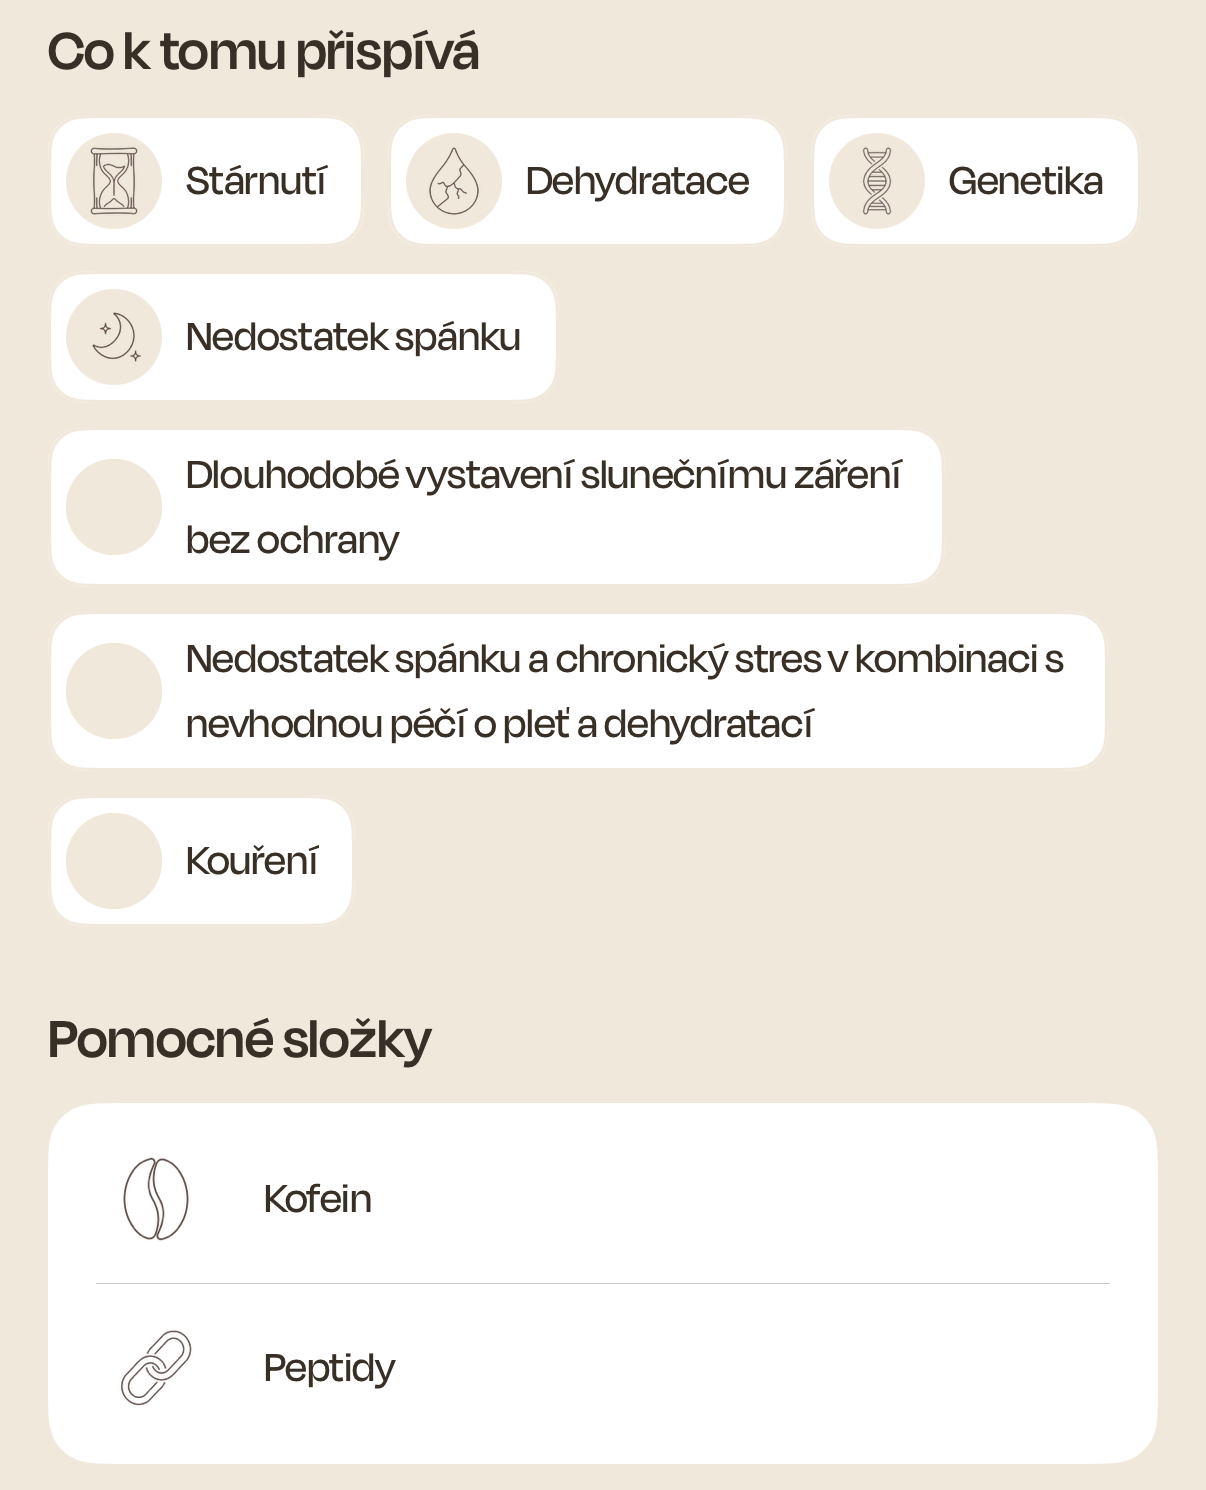 Co k tomu přispívá
Stárnutí
Dehydratace
Genetika
Nedostatek spánku
Dlouhodobé vystavení slunečnímu záření
bez ochrany
Nedostatek spánku a chronický stres v kombinaci s
nevhodnou péčí o pleť a dehydratací
Kouření
Pomocné složky
Kofein
Peptidy